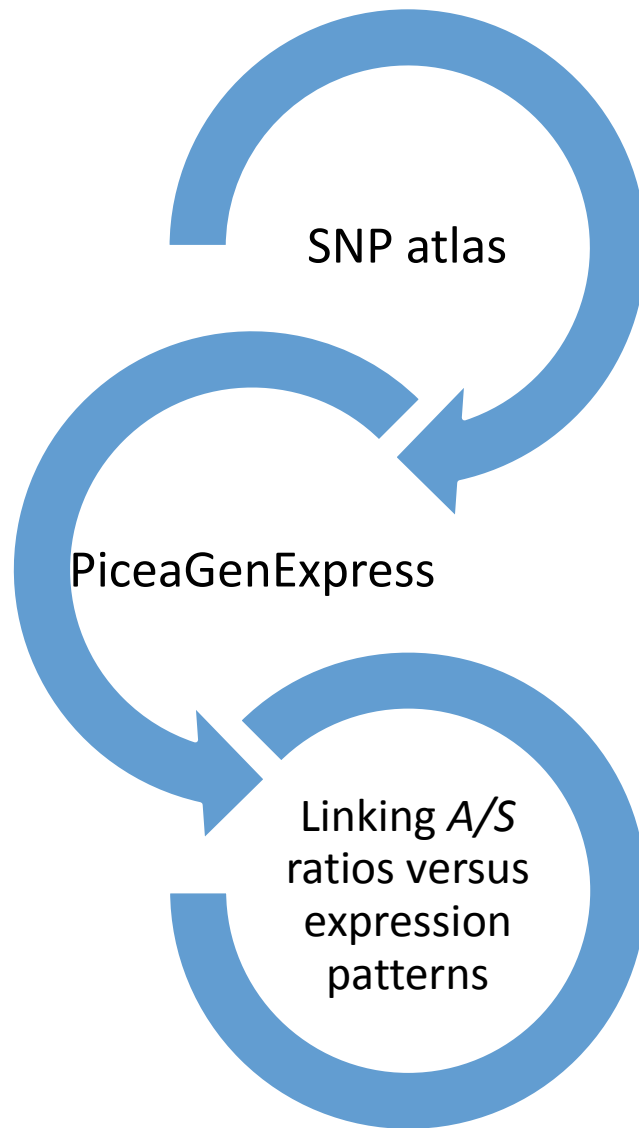 SNP atlas
PiceaGenExpress
Linking A/S
ratios versus
expression
patterns